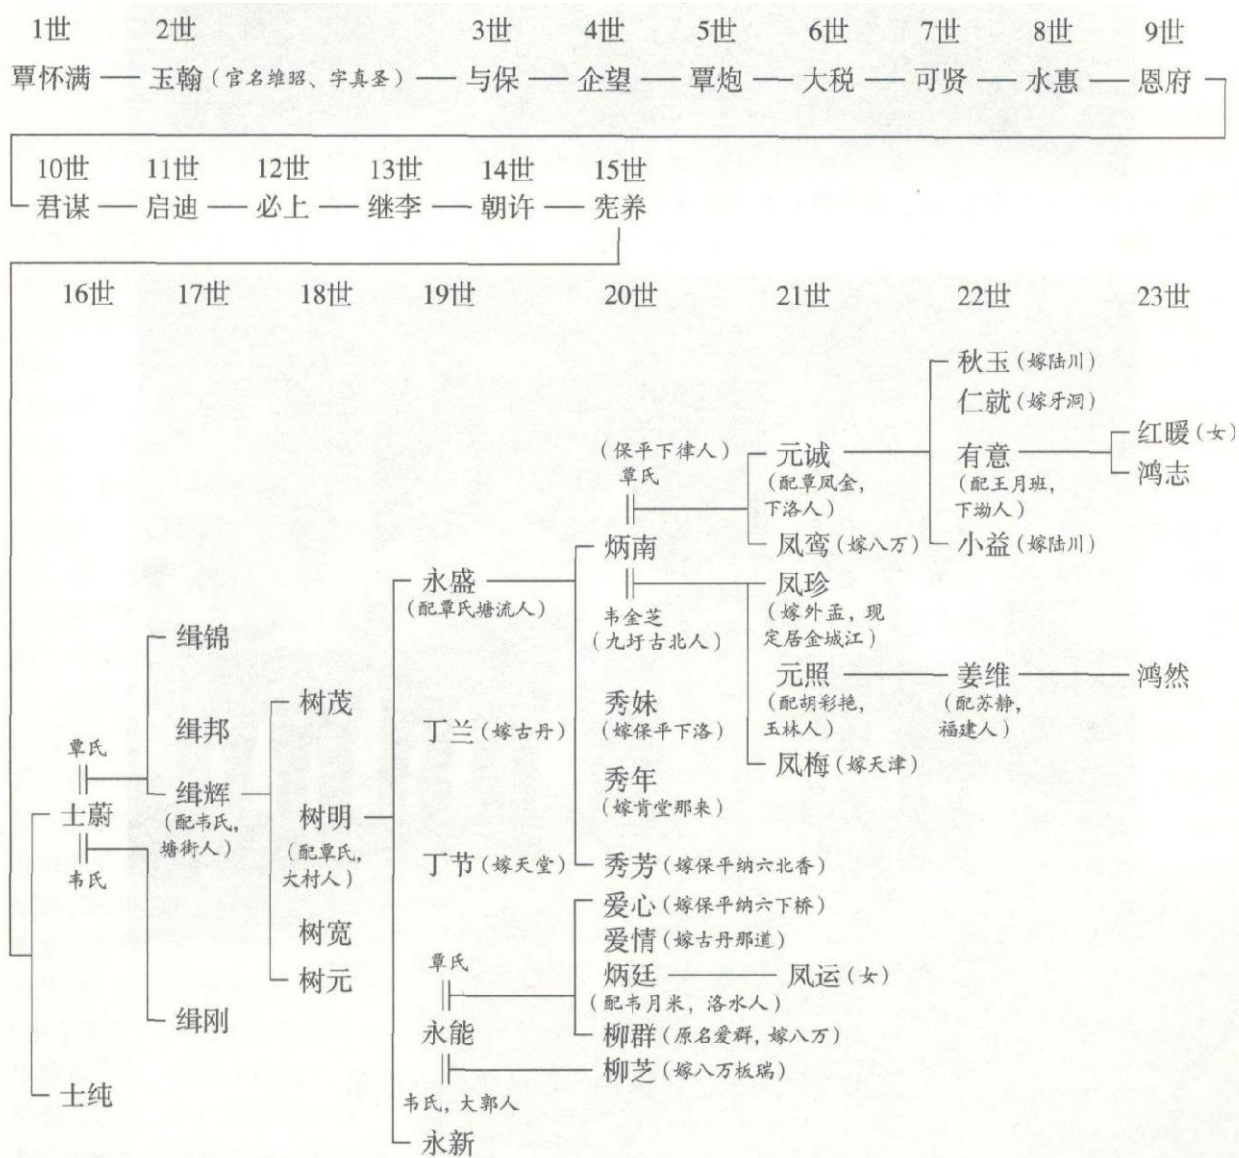 1世 2世 3世 4世 5世 6世 7世 8世 9世
覃怀满 玉翰(官名维昭、字真圣) 与保 企望 覃炮 大税 可贤 水惠 恩府
10世 11世 12世 13世 14世 15世
君谋 启迪 必上 继李 朝许 宪养
16世 17世 18世 19世 20世 21世 22世 23世
秋玉(嫁陆川)
仁就(嫁牙洞)
红暖(女)
(保平下律人) 元诚 有意
覃氏 (配覃凤金, (配王月班, 鸿志
下洛人) 下坳人)
炳南 凤鸾(嫁八万) 小益(嫁陆川)
永盛 凤珍
(配覃氏塘流人) 韦金芝 (嫁外孟,现
缉锦 (九圩古北人) 定居金城江)
元照 姜维 鸿然
树茂 秀妹 (配胡彩艳, (配苏静,
缉邦 丁兰(嫁古丹) (嫁保平下洛) 玉林人) 福建人)
覃氏 凤梅(嫁天津)
缉辉 秀年
士蔚 (配韦氏, 树明 (嫁肯堂那来)
塘街人) (配覃氏,
韦氏 大村人) 丁节(嫁天堂) 秀芳(嫁保平纳六北香)
爱心(嫁保平纳六下桥)
树宽 爱情(嫁古丹那道)
覃氏
树元 炳廷 凤运(女)
(配韦月米,洛水人)
缉刚 永能 柳群(原名爱群,嫁八万)
柳芝(嫁八万板瑞)
士纯 韦氏,大郭人
永新